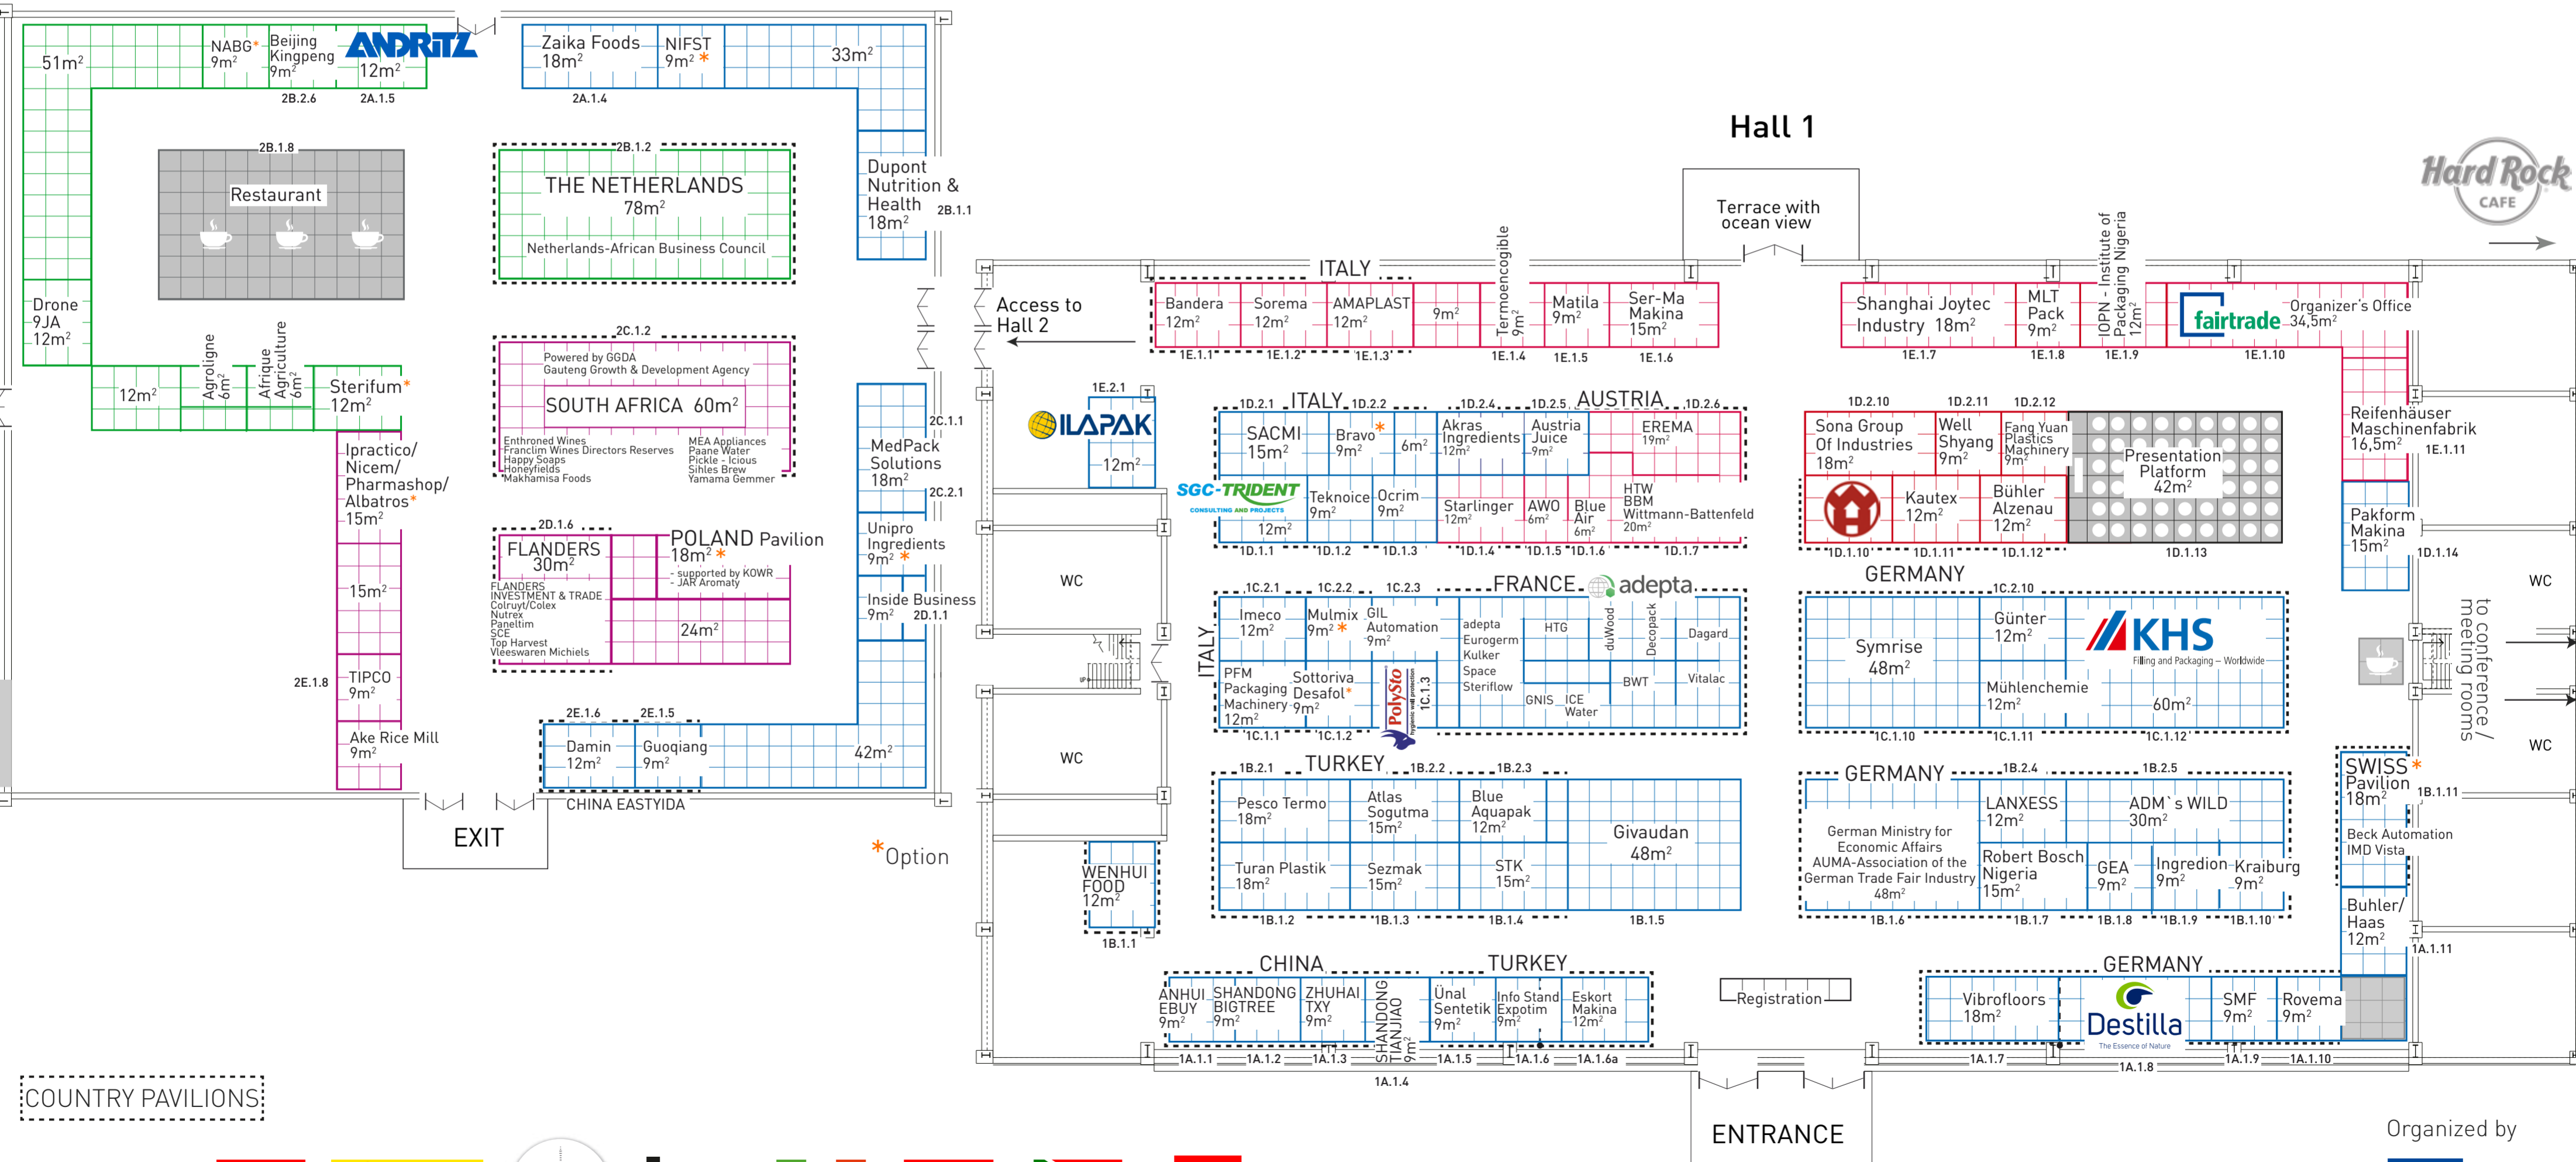 51m²
NABG*
9m²
Beijing
Kingpeng
9m²
ANDRITZ
12m²
2B.2.6
2A.1.5
Zaika Foods
18m²
NIFST
9m² *
33m²
2A.1.4
2B.1.8
Restaurant
2B.1.2
THE NETHERLANDS
78m²
Netherlands-African Business Council
Dupont
Nutrition &
Health
18m²
2B.1.1
Drone
9JA
12m²
12m²
Agroligne
6m²
Afrique
Agriculture
6m²
Sterifum*
12m²
2C.1.2
Powered by GGDA
Gauteng Growth & Development Agency
SOUTH AFRICA 60m²
Enthroned Wines
Franclim Wines Directors Reserves
Happy Soaps
Honeyfields
Makhamisa Foods
MEA Appliances
Paane Water
Pickle - Icious
Sihles Brew
Yamama Gemmer
2C.1.1
MedPack
Solutions
18m²
2C.2.1
Unipro
Ingredients
9m² *
Inside Business
9m²
2D.1.1
Ipractico/
Nicem/
Pharmashop/
Albatros*
15m²
15m²
2E.1.8
TIPCO
9m²
Ake Rice Mill
9m²
2D.1.6
FLANDERS
30m²
FLANDERS
INVESTMENT & TRADE
Colruyt/Colex
Nutrex
Paneltim
SCE
Top Harvest
Vleeswaren Michiels
POLAND Pavilion
18m² *
- supported by KOWR
- JAR Aromaty
24m²
2E.1.6
2E.1.5
Damin
12m²
Guoqiang
9m²
42m²
CHINA EASTYIDA
EXIT
*Option
COUNTRY PAVILIONS
Hall 1
Terrace with
ocean view
Hard Rock
CAFE
Access to
Hall 2
ITALY
Bandera
12m²
Sorema
12m²
AMAPLAST
12m²
9m²
Termoencogible
9m²
Matila
9m²
Ser-Ma
Makina
15m²
1E.1.1
1E.1.2
1E.1.3
1E.1.4
1E.1.5
1E.1.6
Shanghai Joytec
Industry 18m²
MLT
Pack
9m²
IOPN - Institute of
Packaging Nigeria
12m²
fairtrade
Organizer's Office
34,5m²
1E.1.7
1E.1.8
1E.1.9
1E.1.10
1E.2.1
ILAPAK
12m²
1D.2.1
ITALY
1D.2.2
1D.2.4
1D.2.5
AUSTRIA
1D.2.6
SACMI
15m²
Bravo *
9m²
6m²
Akras
Ingredients
12m²
Austria
Juice
9m²
EREMA
19m²
SGC-TRIDENT
CONSULTING AND PROJECTS
12m²
Teknoice
9m²
Ocrim
9m²
Starlinger
12m²
AWO
6m²
Blue
Air
6m²
HTW
BBM
Wittmann-Battenfeld
20m²
1D.1.1
1D.1.2
1D.1.3
1D.1.4
1D.1.5
1D.1.6
1D.1.7
1D.2.10
1D.2.11
1D.2.12
Sona Group
Of Industries
18m²
Well
Shyang
9m²
Fang Yuan
Plastics
Machinery
9m²
Presentation
Platform
42m²
Kautex
12m²
Bühler
Alzenau
12m²
1D.1.10
1D.1.11
1D.1.12
1D.1.13
Reifenhäuser
Maschinenfabrik
16,5m²
1E.1.11
Pakform
Makina
15m²
1D.1.14
WC
WC
UP
1C.2.1
1C.2.2
1C.2.3
FRANCE
adepta
ITALY
Imeco
12m²
Mulmix
9m² *
GIL
Automation
9m²
adepta
Eurogerm
Kulker
Space
Steriflow
HTG
duWood
Decopack
Dagard
PFM
Packaging
Machinery
12m²
Sottoriva
Desafol*
9m²
PolySto
hygienic wall protection
1C.1.3
GNIS
ICE
Water
BWT
Vitalac
1C.1.1
1C.1.2
GERMANY
1C.2.10
Symrise
48m²
Günter
12m²
KHS
Filling and Packaging – Worldwide
Mühlenchemie
12m²
60m²
1C.1.10
1C.1.11
1C.1.12
WC
WC
to conference/
meeting rooms
1B.2.1
TURKEY
1B.2.2
1B.2.3
Pesco Termo
18m²
Atlas
Sogutma
15m²
Blue
Aquapak
12m²
Givaudan
48m²
Turan Plastik
18m²
Sezmak
15m²
STK
15m²
1B.1.2
1B.1.3
1B.1.4
1B.1.5
WENHUI
FOOD
12m²
1B.1.1
GERMANY
1B.2.4
1B.2.5
German Ministry for
Economic Affairs
AUMA-Association of the
German Trade Fair Industry
48m²
LANXESS
12m²
ADM`s WILD
30m²
Robert Bosch
Nigeria
15m²
GEA
9m²
Ingredion
9m²
Kraiburg
9m²
1B.1.6
1B.1.7
1B.1.8
1B.1.9
1B.1.10
SWISS *
Pavilion
18m²
1B.1.11
Beck Automation
IMD Vista
Buhler/
Haas
12m²
1A.1.11
CHINA
TURKEY
ANHUI
EBUY
9m²
SHANDONG
BIGTREE
9m²
ZHUHAI
TXY
9m²
SHANDONG
TIANJIAO
9m²
Ünal
Sentetik
9m²
Info Stand
Expotim
9m²
Eskort
Makina
12m²
1A.1.1
1A.1.2
1A.1.3
1A.1.4
1A.1.5
1A.1.6
1A.1.6a
Registration
GERMANY
Vibrofloors
18m²
Destilla
The Essence of Nature
SMF
9m²
Rovema
9m²
1A.1.7
1A.1.8
1A.1.9
1A.1.10
ENTRANCE
Organized by